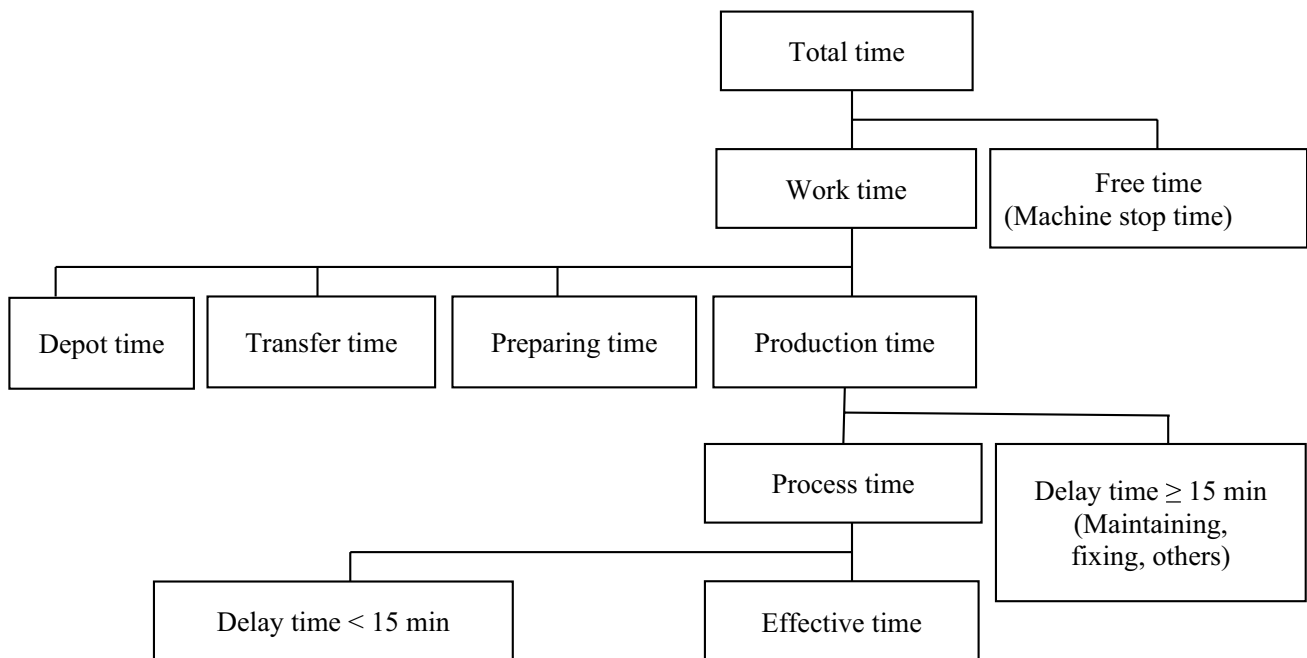 Total time
Work time
Free time
(Machine stop time)
Depot time
Transfer time
Preparing time
Production time
Process time
Delay time ≥ 15 min
(Maintaining,
fixing, others)
Delay time < 15 min
Effective time